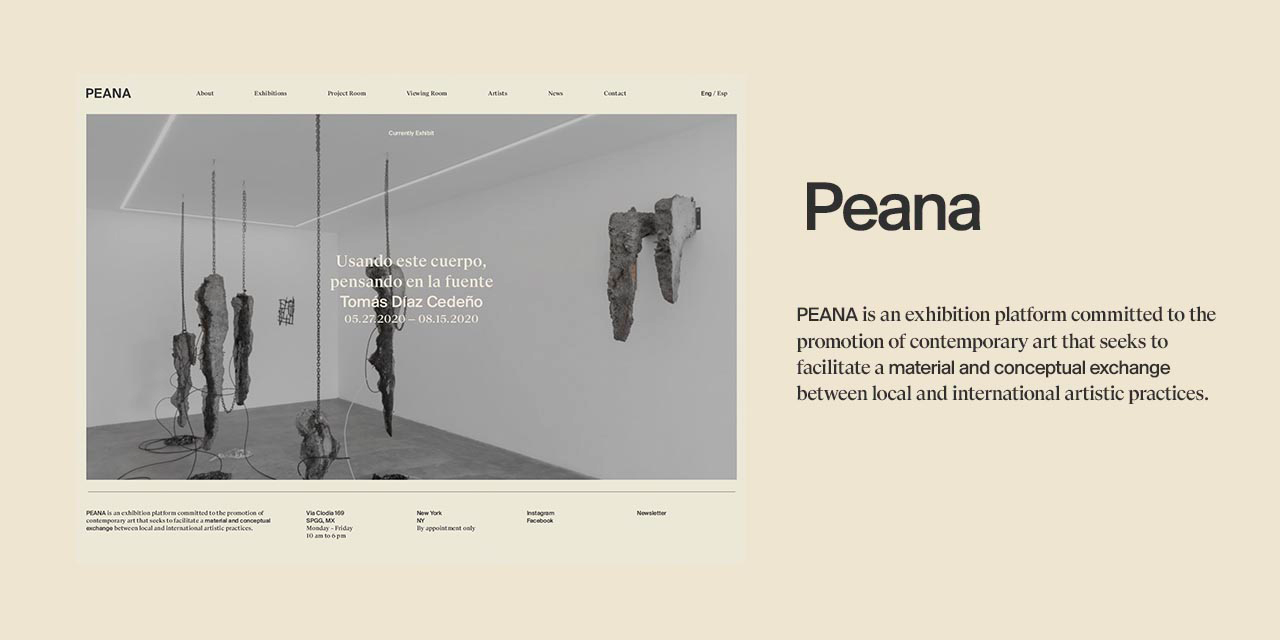 PEANA
About Exhibitions Project Room Viewing Room Artists News Contact Eng / Esp
Currently Exhibit
Usando este cuerpo,
pensando en la fuente
Tomás Díaz Cedeño
05.27.2020 – 08.15.2020
PEANA is an exhibition platform committed to the promotion of
contemporary art that seeks to facilitate a material and conceptual
exchange between local and international artistic practices.
Via Clodia 169
SPGG, MX
Monday – Friday
10 am to 6 pm
New York
NY
By appointment only
Instagram
Facebook
Newsletter
Peana
PEANA is an exhibition platform committed to the
promotion of contemporary art that seeks to
facilitate a material and conceptual exchange
between local and international artistic practices.